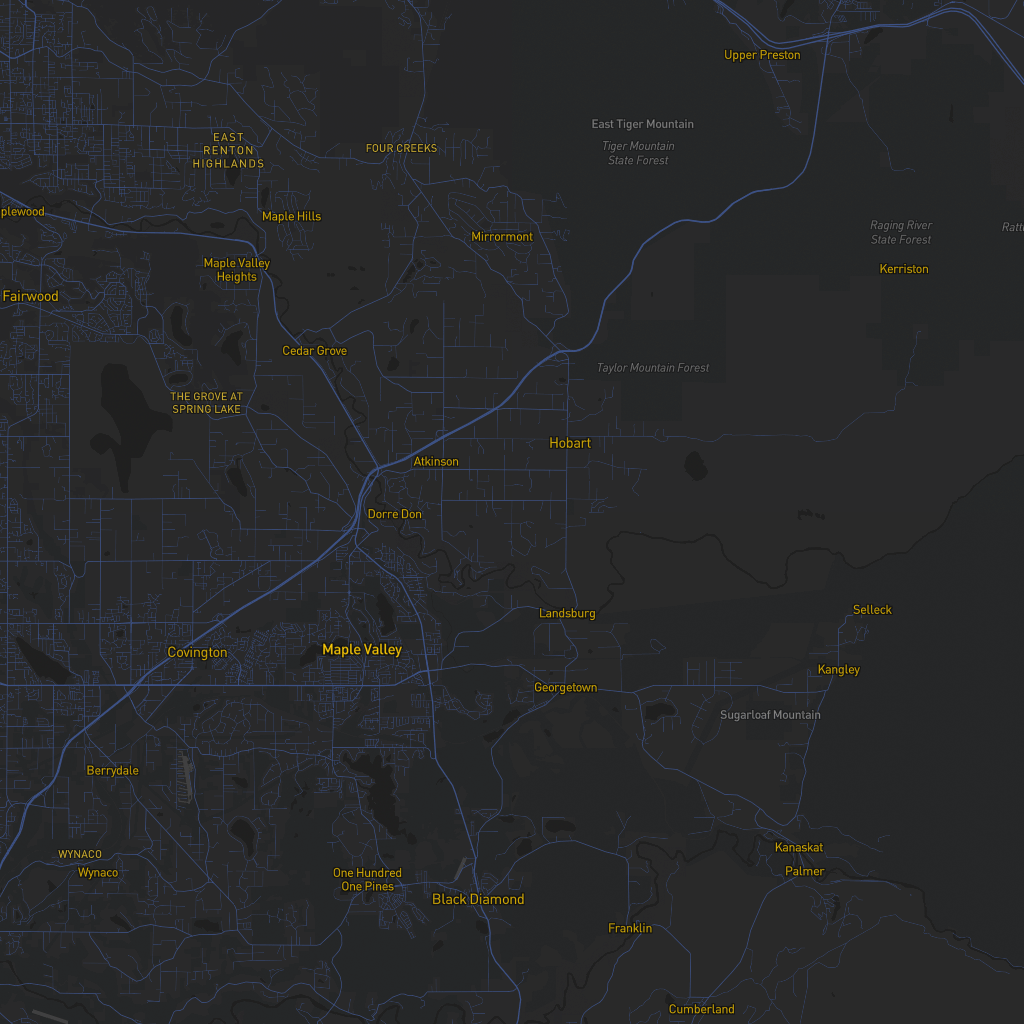 Upper Preston
East Tiger Mountain
Tiger Mountain
State Forest
EAST
RENTON
HIGHLANDS
FOUR CREEKS
plewood
Maple Hills
Mirrormont
Raging River
State Forest
Ratt
Maple Valley
Heights
Kerriston
Fairwood
Cedar Grove
Taylor Mountain Forest
THE GROVE AT
SPRING LAKE
Hobart
Atkinson
Dorre Don
Landsburg
Selleck
Covington
Maple Valley
Kangley
Georgetown
Sugarloaf Mountain
Berrydale
WYNACO
Wynaco
Kanaskat
Palmer
One Hundred
One Pines
Black Diamond
Franklin
Cumberland